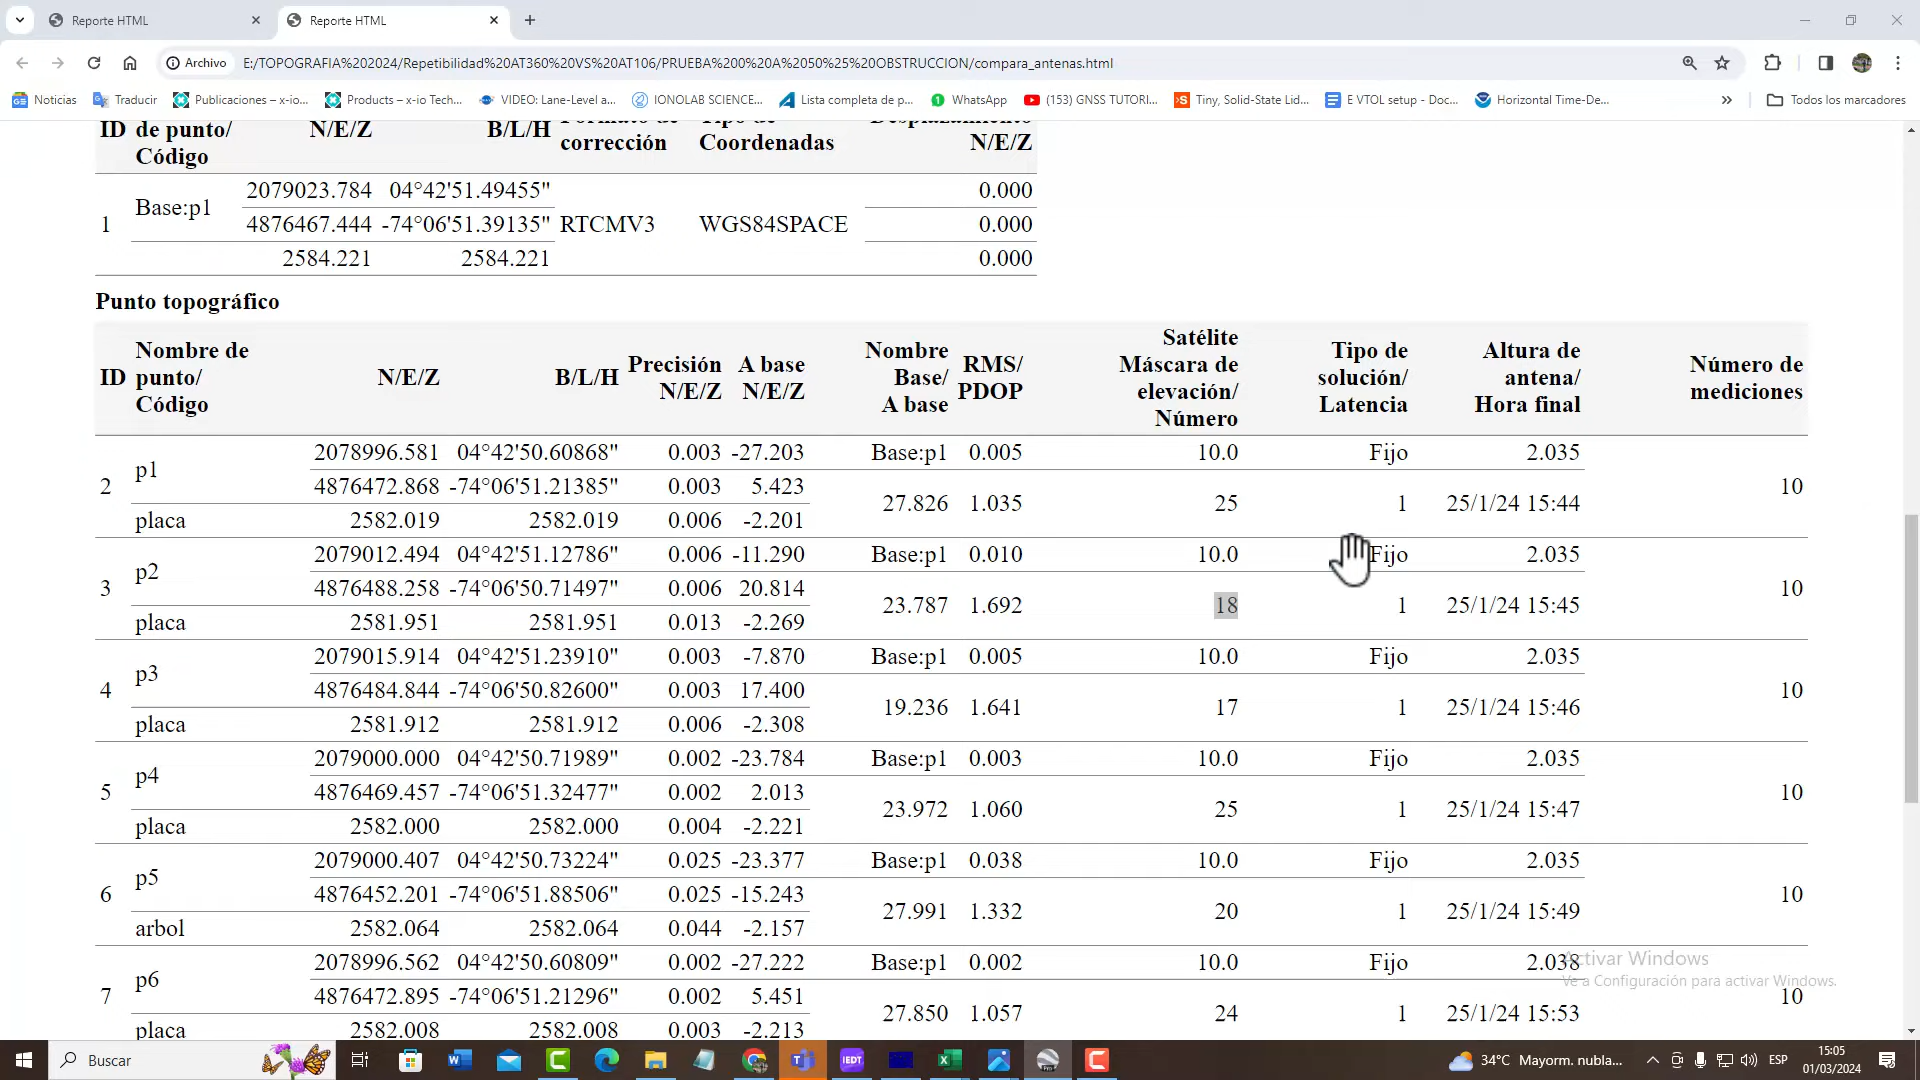 Reporte HTML
Reporte HTML
Archivo
E:/TOPOGRAFIA%202024/Repetibilidad%20AT360%20VS%20AT106/PRUEBA%200%20A%2050%25%20OBSTRUCCION/compara_antenas.html
Noticias
Traducir
Publicaciones – x-io...
Products – x-io Tech...
VIDEO: Lane-Level a...
IONOLAB SCIENCE...
Lista completa de p...
WhatsApp
(153) GNSS TUTORI...
Tiny, Solid-State Lid...
E VTOL setup - Doc...
Horizontal Time-De...
»
Todos los marcadores
ID de punto/ Código N/E/Z B/L/H Formato de corrección Tipo de Coordenadas Desplazamiento N/E/Z
2079023.784 04°42'51.49455" 0.000
Base:p1
1 4876467.444 -74°06'51.39135" RTCMV3 WGS84SPACE 0.000
2584.221 2584.221 0.000
Punto topográfico
ID Nombre de punto/ Código N/E/Z B/L/H Precisión N/E/Z A base N/E/Z Nombre Base/ A base RMS/ PDOP Satélite Máscara de elevación/ Número Tipo de solución/ Latencia Altura de antena/ Hora final Número de mediciones
p1 2078996.581 04°42'50.60868" 0.003 -27.203 Base:p1 0.005 10.0 Fijo 2.035
2 4876472.868 -74°06'51.21385" 0.003 5.423 27.826 1.035 25 1 25/1/24 15:44 10
placa 2582.019 2582.019 0.006 -2.201
p2 2079012.494 04°42'51.12786" 0.006 -11.290 Base:p1 0.010 10.0 Fijo 2.035
3 4876488.258 -74°06'50.71497" 0.006 20.814 23.787 1.692 18 1 25/1/24 15:45 10
placa 2581.951 2581.951 0.013 -2.269
p3 2079015.914 04°42'51.23910" 0.003 -7.870 Base:p1 0.005 10.0 Fijo 2.035
4 4876484.844 -74°06'50.82600" 0.003 17.400 19.236 1.641 17 1 25/1/24 15:46 10
placa 2581.912 2581.912 0.006 -2.308
p4 2079000.000 04°42'50.71989" 0.002 -23.784 Base:p1 0.003 10.0 Fijo 2.035
5 4876469.457 -74°06'51.32477" 0.002 2.013 23.972 1.060 25 1 25/1/24 15:47 10
placa 2582.000 2582.000 0.004 -2.221
p5 2079000.407 04°42'50.73224" 0.025 -23.377 Base:p1 0.038 10.0 Fijo 2.035
6 4876452.201 -74°06'51.88506" 0.025 -15.243 27.991 1.332 20 1 25/1/24 15:49 10
arbol 2582.064 2582.064 0.044 -2.157
p6 2078996.562 04°42'50.60809" 0.002 -27.222 Base:p1 0.002 10.0 Fijo 2.038
7 4876472.895 -74°06'51.21296" 0.002 5.451 27.850 1.057 24 1 25/1/24 15:53 10
placa 2582.008 2582.008 0.003 -2.213
Activar Windows
Ve a Configuración para activar Windows.
Buscar
IEDT
34°C Mayorm. nubla...
ESP
15:05
01/03/2024